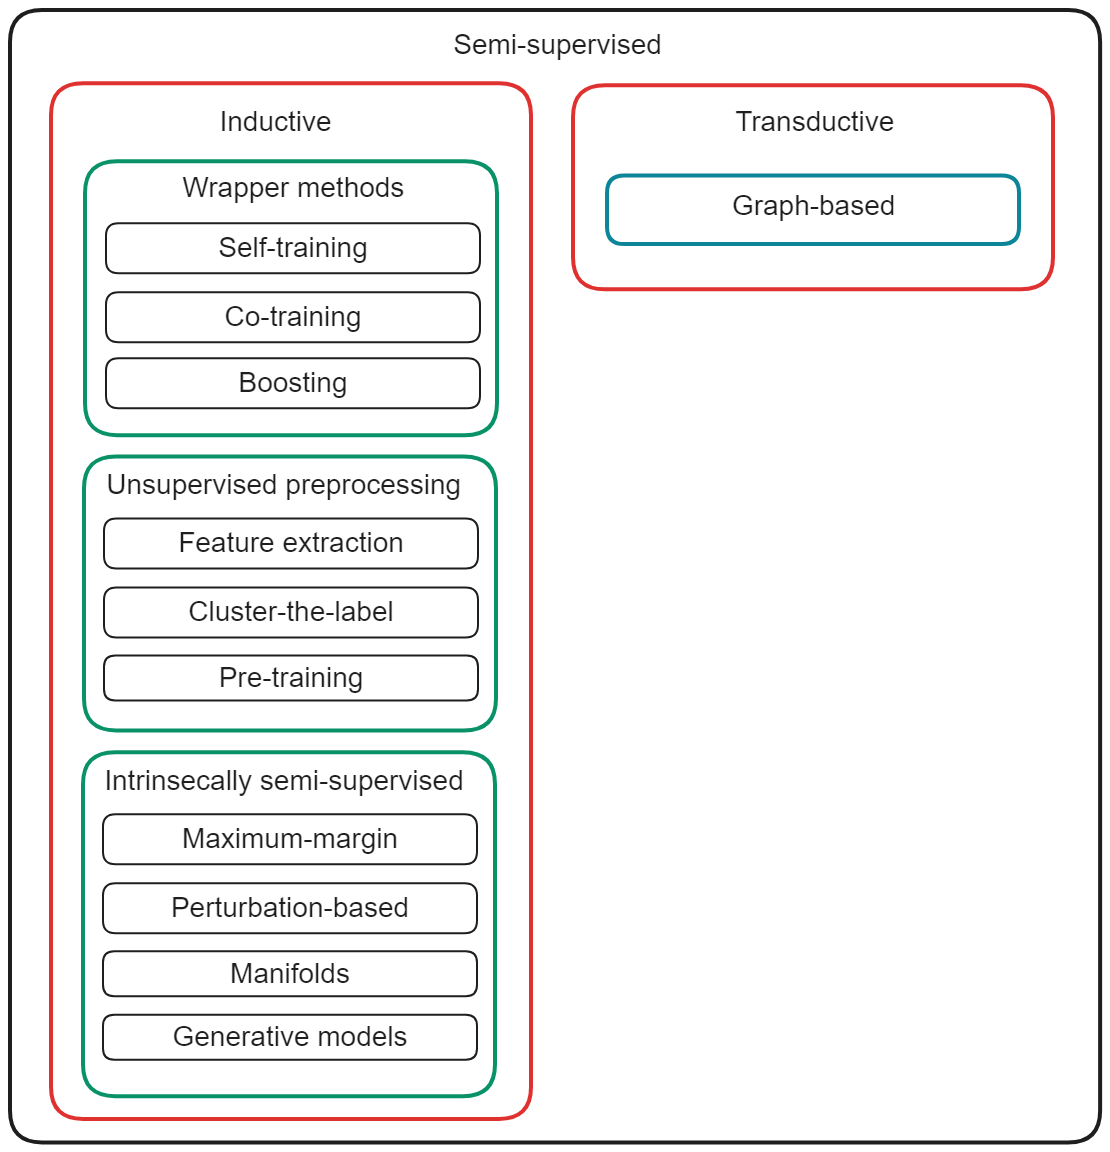 Semi-supervised
Inductive
Wrapper methods
Self-training
Co-training
Boosting
Unsupervised preprocessing
Feature extraction
Cluster-the-label
Pre-training
Intrinsecally semi-supervised
Maximum-margin
Perturbation-based
Manifolds
Generative models
Transductive
Graph-based